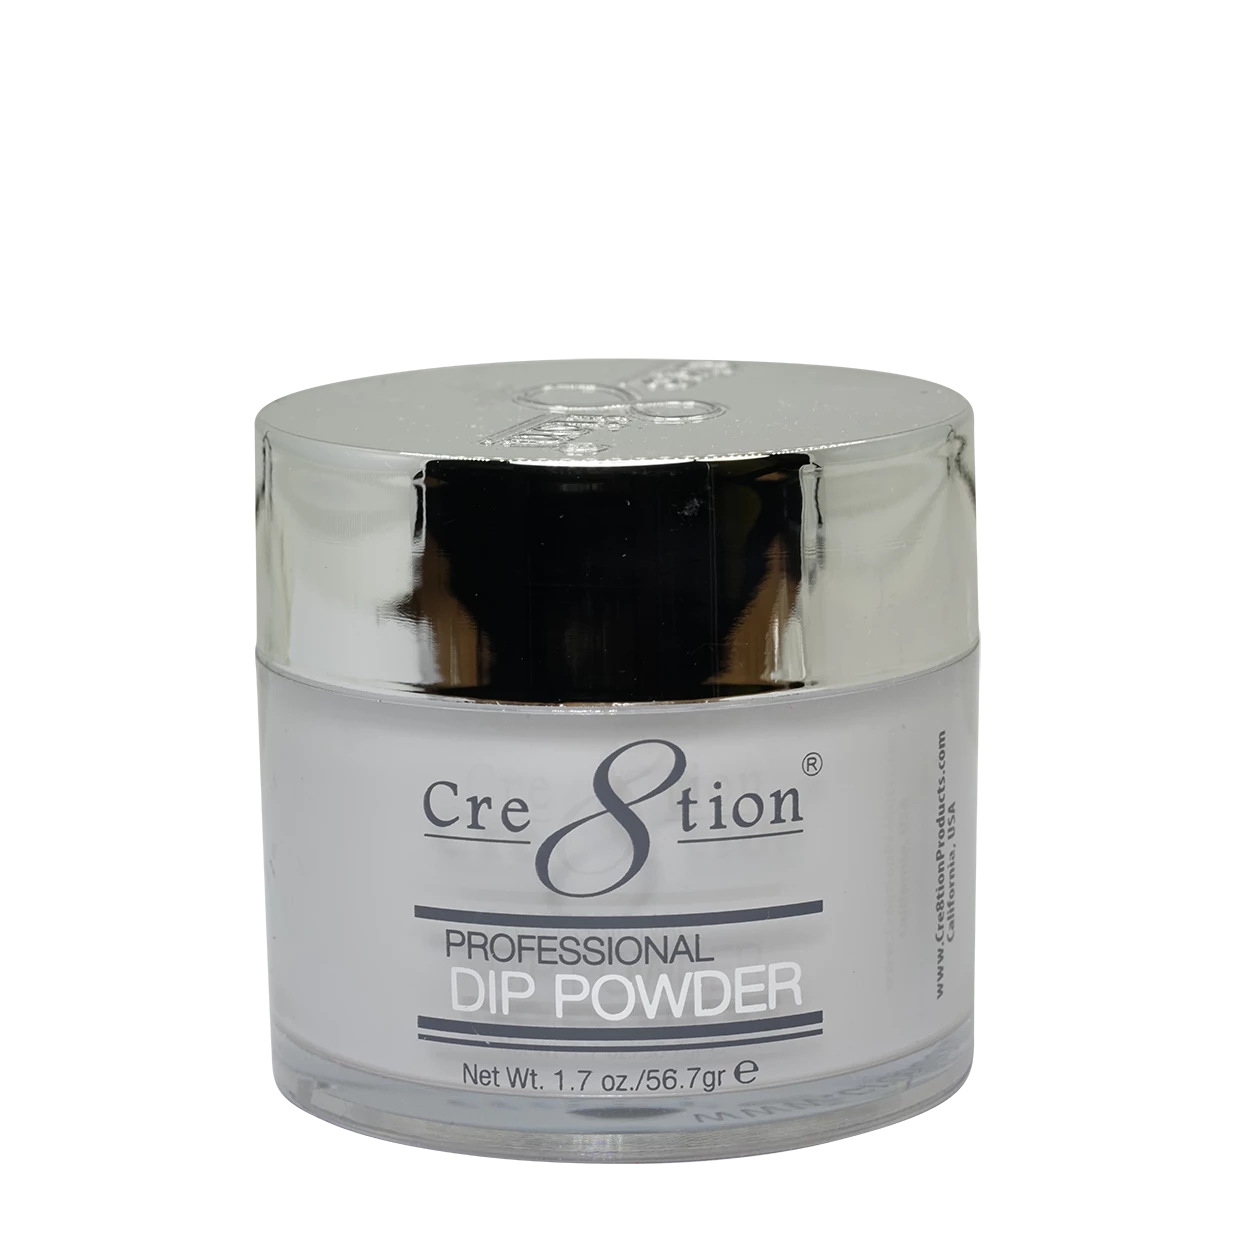 Cre8tion®
PROFESSIONAL
DIP POWDER
Net Wt. 1.7 oz./56.7gr ℮
www.Cre8tionProducts.com
California, USA